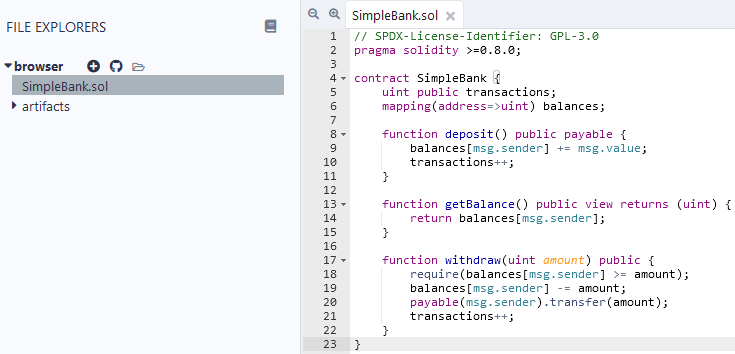 FILE EXPLORERS
browser
SimpleBank.sol
artifacts
SimpleBank.sol x
1 // SPDX-License-Identifier: GPL-3.0
2 pragma solidity >=0.8.0;
3
4 contract SimpleBank {
5     uint public transactions;
6     mapping(address=>uint) balances;
7
8     function deposit() public payable {
9         balances[msg.sender] += msg.value;
10         transactions++;
11     }
12
13     function getBalance() public view returns (uint) {
14         return balances[msg.sender];
15     }
16
17     function withdraw(uint amount) public {
18         require(balances[msg.sender] >= amount);
19         balances[msg.sender] -= amount;
20         payable(msg.sender).transfer(amount);
21         transactions++;
22     }
23 }